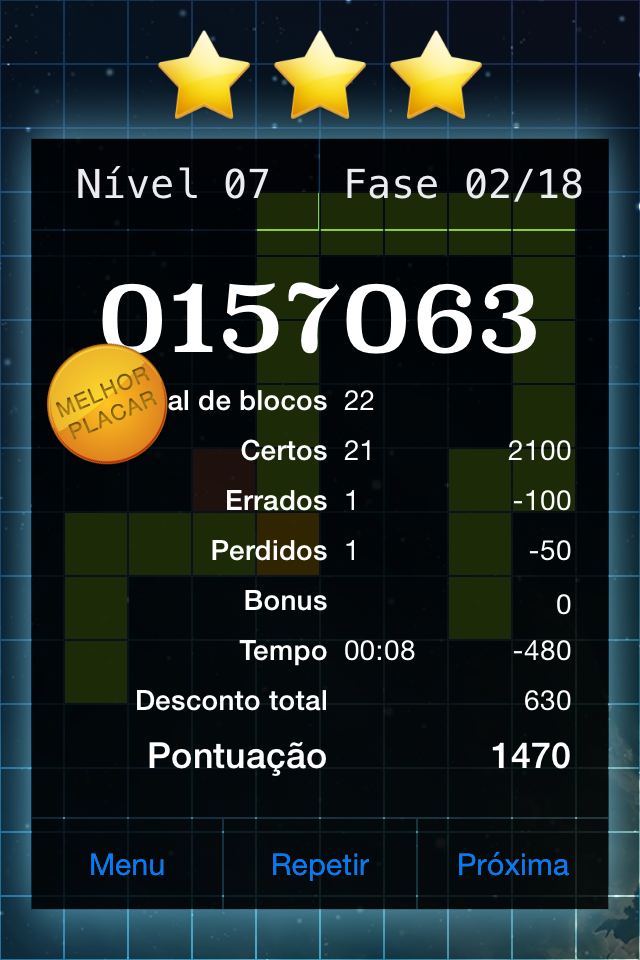 Nível 07 Fase 02/18
0157063
MELHOR
PLACAR
al de blocos 22
Certos 21 2100
Errados 1 -100
Perdidos 1 -50
Bonus 0
Tempo 00:08 -480
Desconto total 630
Pontuação 1470
Menu Repetir Próxima